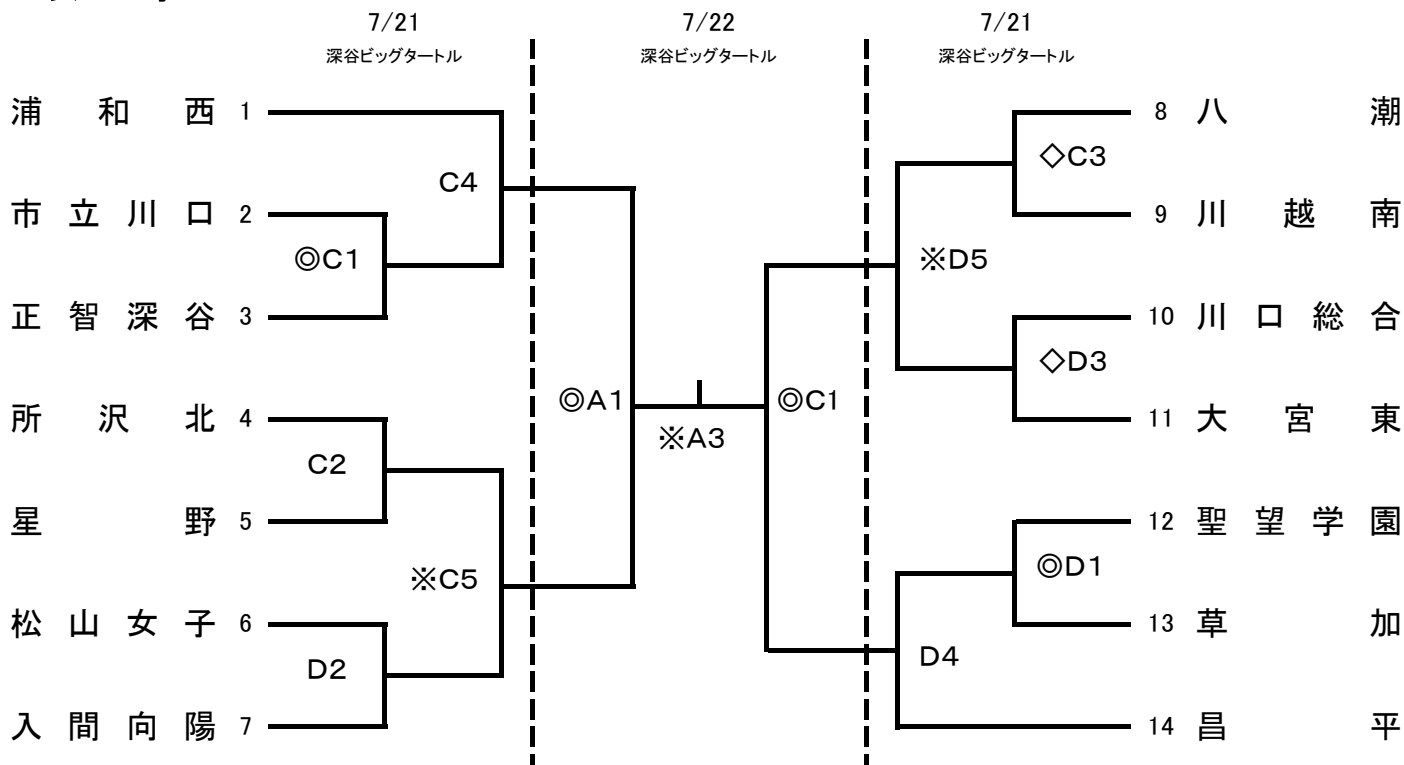 7/21 7/22 7/21
深谷ビッグタートル 深谷ビッグタートル 深谷ビッグタートル
浦和西 1
8 八潮
◇C3
C4
市立川口 2
9 川越南
◎C1
※D5
正智深谷 3
10 川口総合
◇D3
◎A1
◎C1
所沢北 4
11 大宮東
※A3
C2
星野 5
12 聖望学園
◎D1
※C5
松山女子 6
13 草加
D2
D4
入間向陽 7
14 昌平